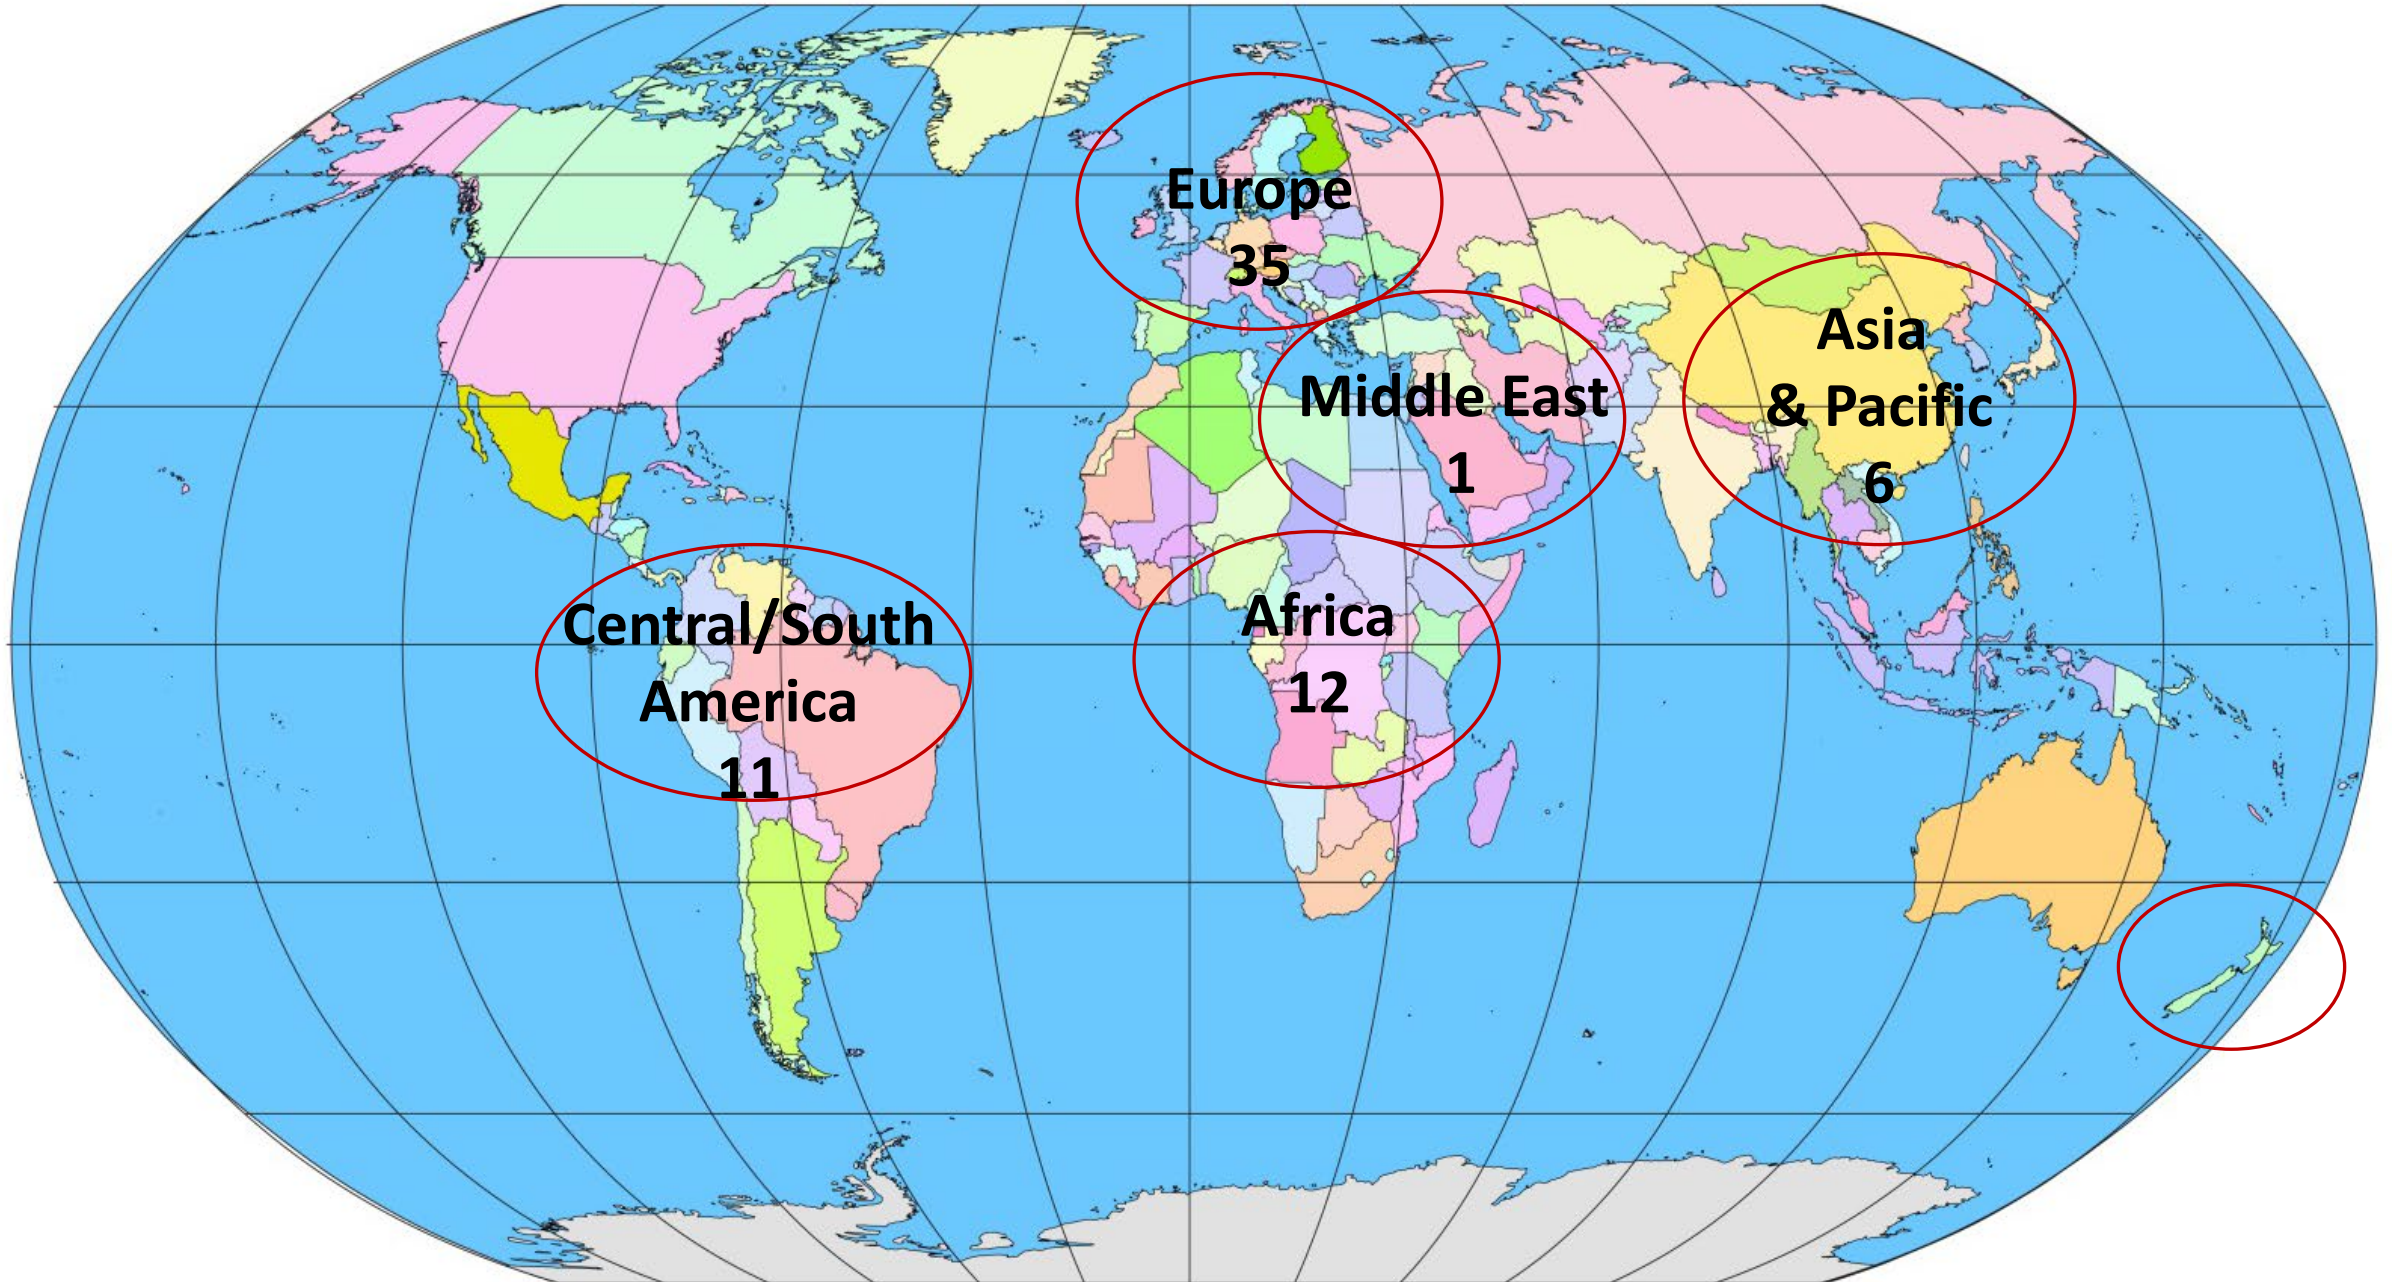 Europe
35
Asia
& Pacific
6
Middle East
1
Central/South
America
11
Africa
12